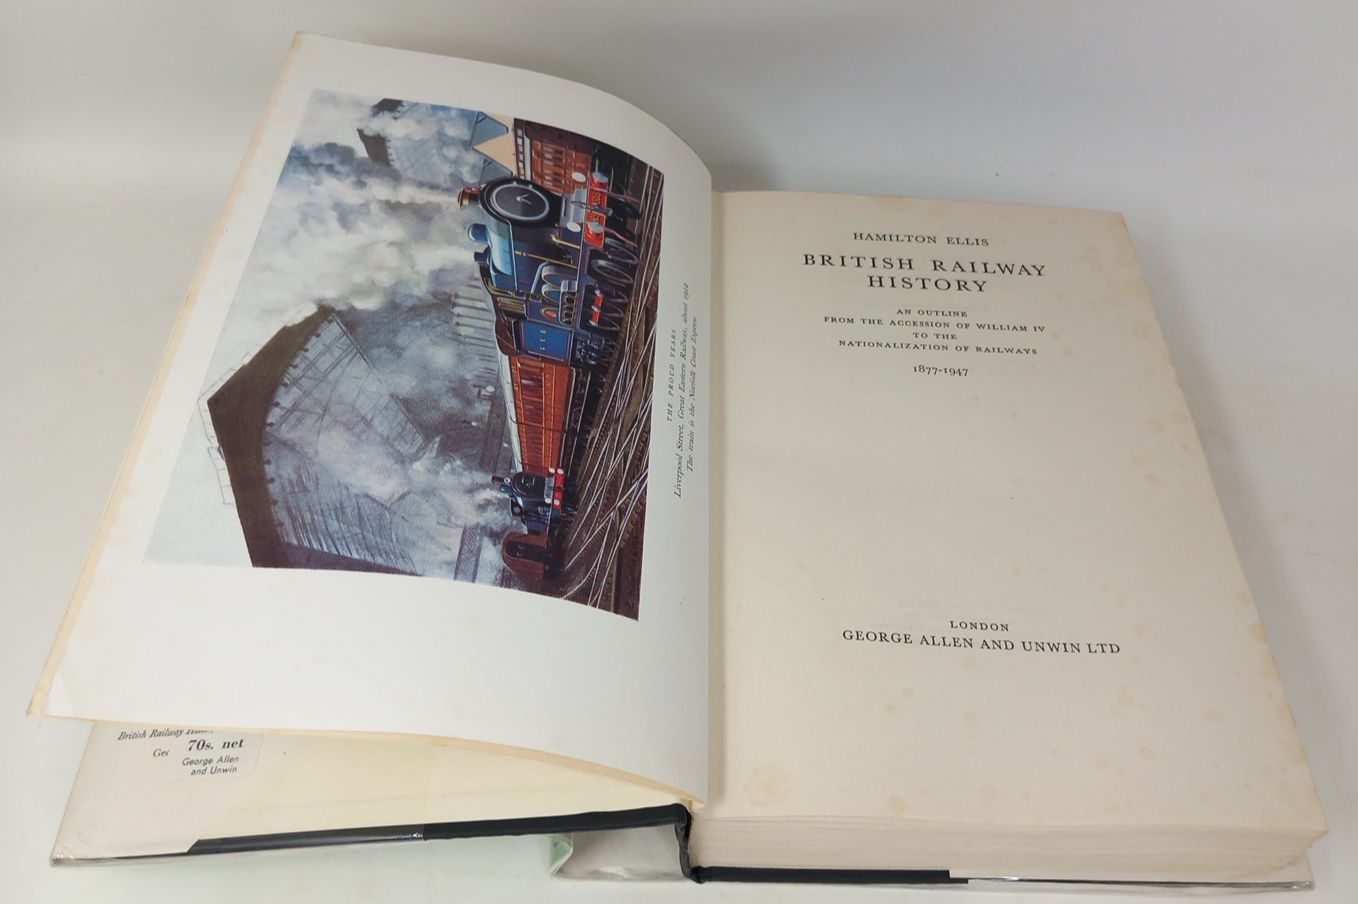 THE PROUD YEARS
Liverpool Street, Great Eastern Railway, about 1912
The train is the Norfolk Coast Express
HAMILTON ELLIS
BRITISH RAILWAY
HISTORY
AN OUTLINE
FROM THE ACCESSION OF WILLIAM IV
TO THE
NATIONALIZATION OF RAILWAYS
1877-1947
LONDON
GEORGE ALLEN AND UNWIN LTD
British Railway
70s. net
George Allen
and Unwin